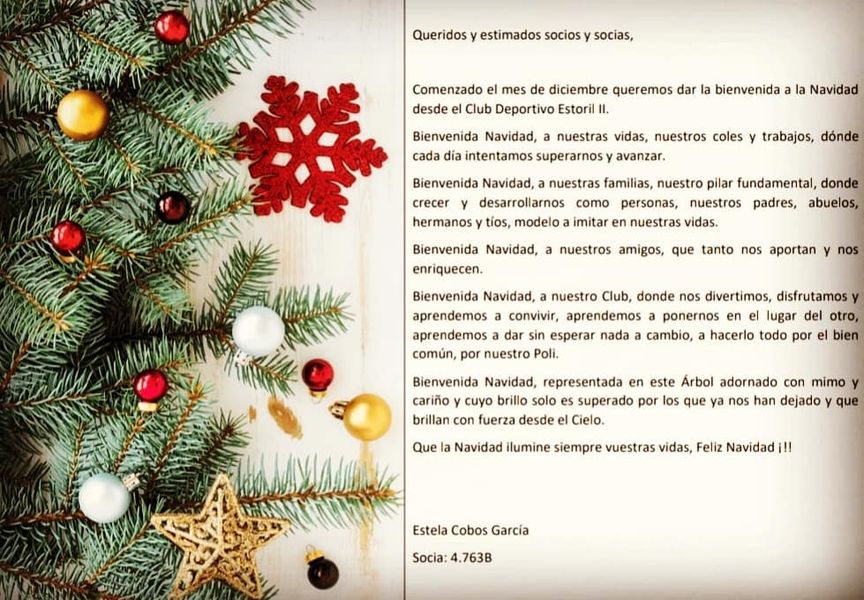 Queridos y estimados socios y socias,
Comenzado el mes de diciembre queremos dar la bienvenida a la Navidad
desde el Club Deportivo Estoril II.
Bienvenida Navidad, a nuestras vidas, nuestros coles y trabajos, dónde
cada día intentamos superarnos y avanzar.
Bienvenida Navidad, a nuestras familias, nuestro pilar fundamental, donde
crecer y desarrollarnos como personas, nuestros padres, abuelos,
hermanos y tíos, modelo a imitar en nuestras vidas.
Bienvenida Navidad, a nuestros amigos, que tanto nos aportan y nos
enriquecen.
Bienvenida Navidad, a nuestro Club, donde nos divertimos, disfrutamos y
aprendemos a convivir, aprendemos a ponernos en el lugar del otro,
aprendemos a dar sin esperar nada a cambio, a hacerlo todo por el bien
común, por nuestro Poli.
Bienvenida Navidad, representada en este Árbol adornado con mimo y
cariño y cuyo brillo solo es superado por los que ya nos han dejado y que
brillan con fuerza desde el Cielo.
Que la Navidad ilumine siempre vuestras vidas, Feliz Navidad ¡!!
Estela Cobos García
Socia: 4.763B